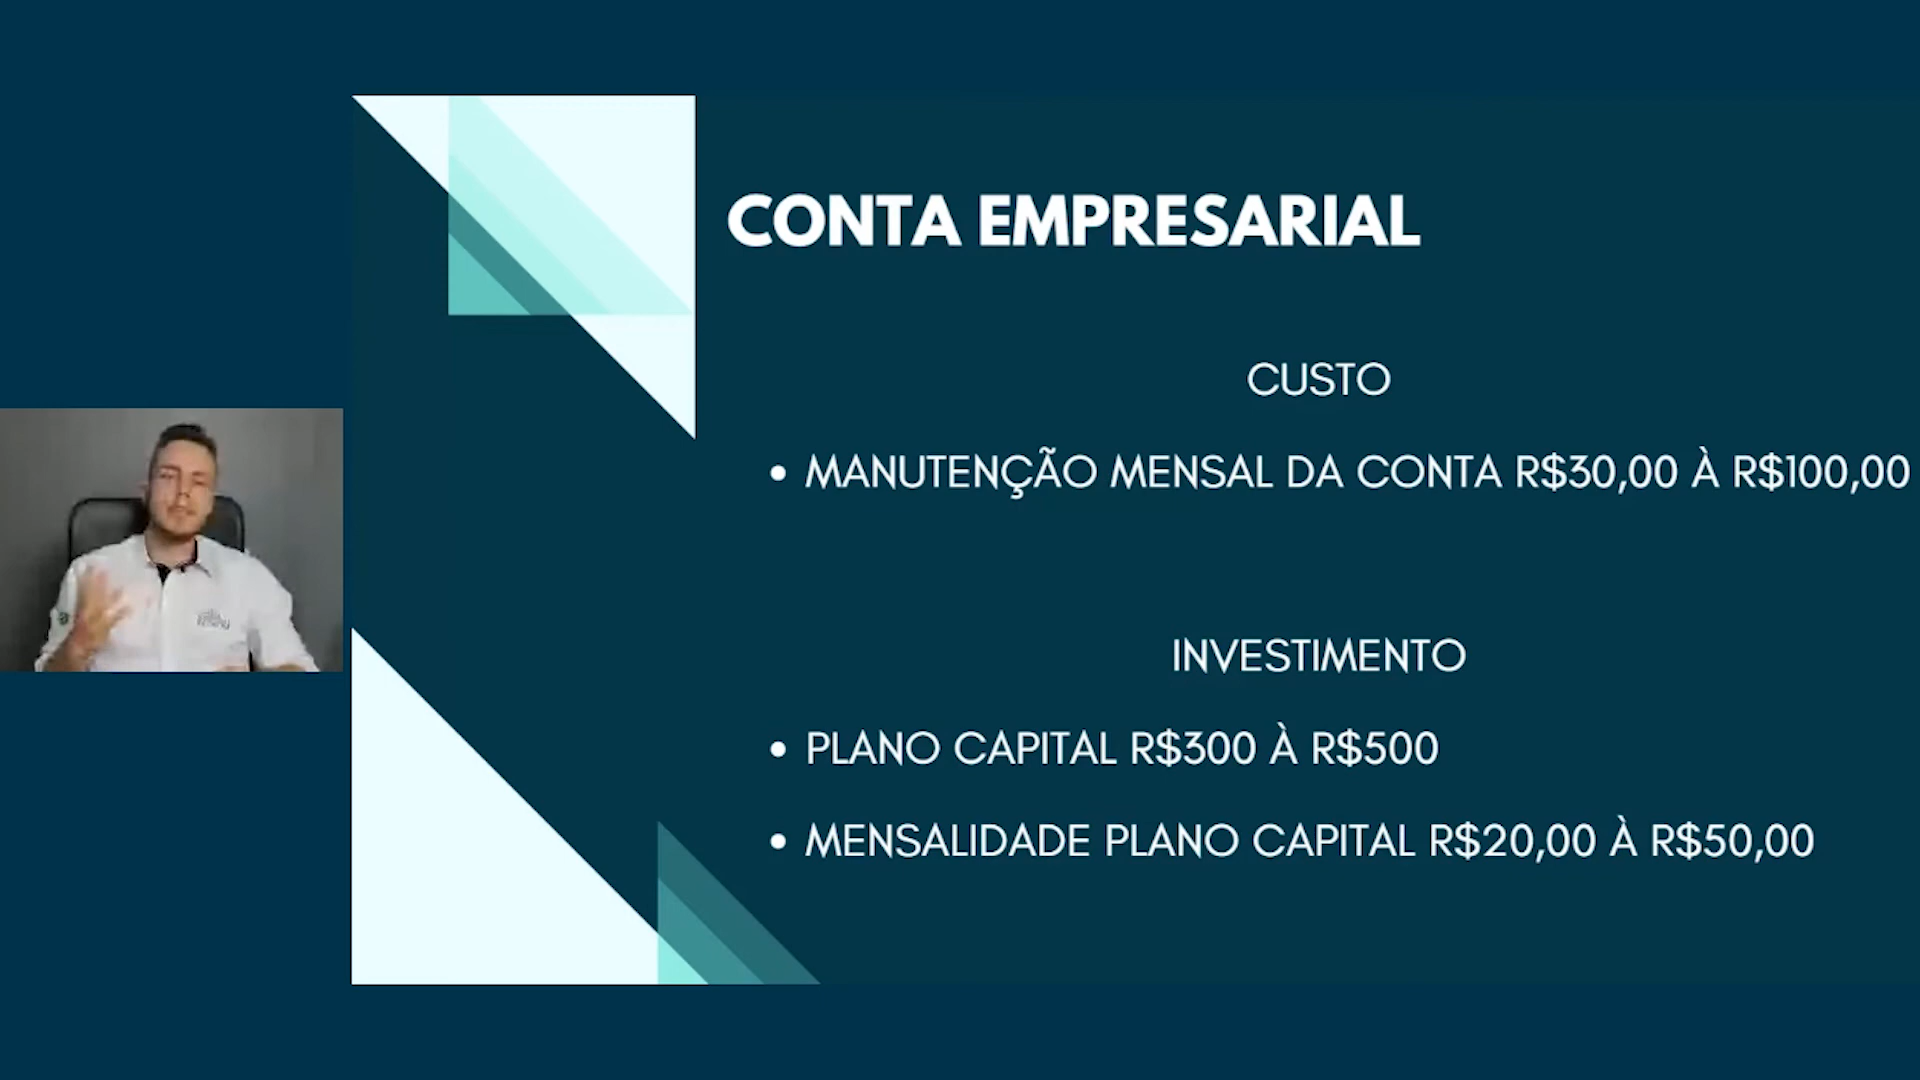 CONTA EMPRESARIAL
CUSTO
• MANUTENÇÃO MENSAL DA CONTA R$30,00 À R$100,00
INVESTIMENTO
• PLANO CAPITAL R$300 À R$500
• MENSALIDADE PLANO CAPITAL R$20,00 À R$50,00